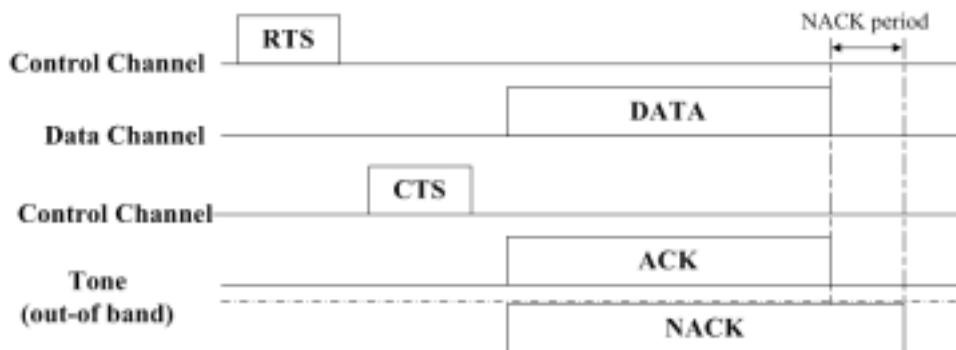 NACK period
RTS
Control Channel
DATA
Data Channel
CTS
Control Channel
ACK
Tone
(out-of band)
NACK